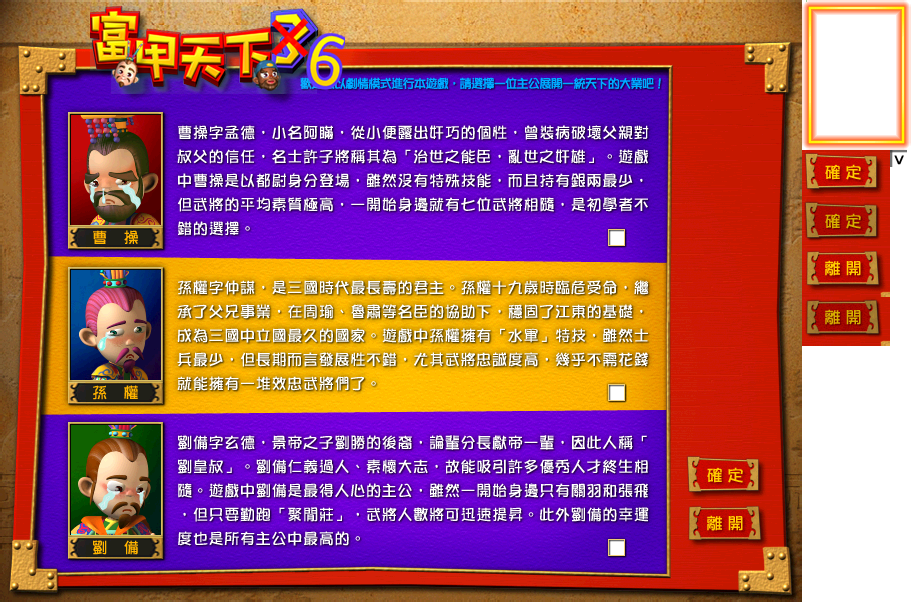 富甲天下 6
以劇情模式進行本遊戲，請選擇一位主公展開一統天下的大業吧！
曹操字孟德，小名阿瞞，從小便露出奸巧的個性，曾裝病破壞父親對
叔父的信任，名士許子將稱其為「治世之能臣，亂世之奸雄」。遊戲
中曹操是以都尉身分登場，雖然沒有特殊技能，而且持有銀兩最少，
但武將的平均素質極高，一開始身邊就有七位武將相隨，是初學者不
錯的選擇。
曹操
孫權字仲謀，是三國時代最長壽的君主。孫權十九歲時臨危受命，繼
承了父兄事業，在周瑜、魯肅等名臣的協助下，穩固了江東的基礎，
成為三國中立國最久的國家。遊戲中孫權擁有「水軍」特技，雖然士
兵最少，但長期而言發展性不錯，尤其武將忠誠度高，幾乎不需花錢
就能擁有一堆效忠武將們了。
孫權
劉備字玄德，景帝之子劉勝的後裔，論輩分長獻帝一輩，因此人稱「
劉皇叔」。劉備仁義過人、素懷大志，故能吸引許多優秀人才終生相
隨。遊戲中劉備是最得人心的主公，雖然一開始身邊只有關羽和張飛
，但只要勤跑「聚閒莊」，武將人數將可迅速提昇。此外劉備的幸運
度也是所有主公中最高的。
劉備
確定
離開
V
確定
確定
離開
離開